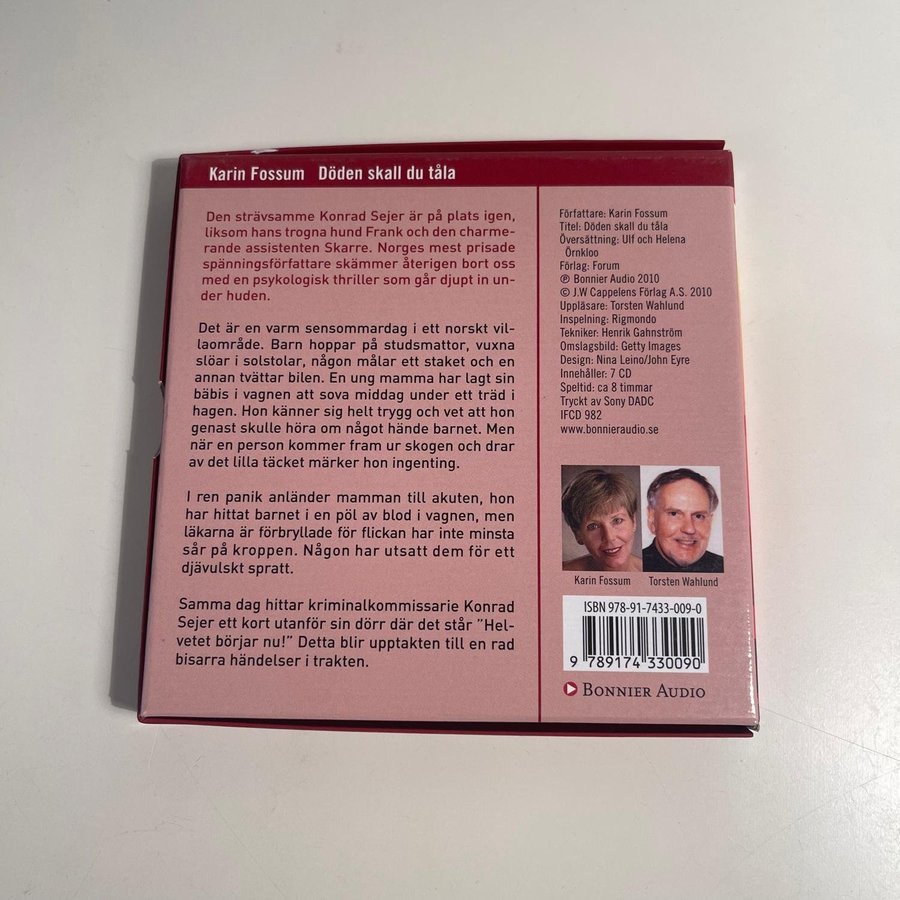 Karin Fossum Döden skall du tåla
Den strävsamme Konrad Sejer är på plats igen,
liksom hans trogna hund Frank och den charme-
rande assistenten Skarre. Norges mest prisade
spänningsförfattare skämmer återigen bort oss
med en psykologisk thriller som går djupt in un-
der huden.
Det är en varm sensommardag i ett norskt vil-
laområde. Barn hoppar på studsmattor, vuxna
slöar i solstolar, någon målar ett staket och en
annan tvättar bilen. En ung mamma har lagt sin
bäbis i vagnen att sova middag under ett träd i
hagen. Hon känner sig helt trygg och vet att hon
genast skulle höra om något hände barnet. Men
när en person kommer fram ur skogen och drar
av det lilla täcket märker hon ingenting.
I ren panik anländer mamman till akuten, hon
har hittat barnet i en pöl av blod i vagnen, men
läkarna är förbryllade för flickan har inte minsta
sår på kroppen. Någon har utsatt dem för ett
djävulskt spratt.
Samma dag hittar kriminalkommissarie Konrad
Sejer ett kort utanför sin dörr där det står "Hel-
vetet börjar nu!" Detta blir upptakten till en rad
bisarra händelser i trakten.
Författare: Karin Fossum
Titel: Döden skall du tåla
Översättning: Ulf och Helena
Örnkloo
Förlag: Forum
℗ Bonnier Audio 2010
© J.W Cappelens Förlag A.S. 2010
Uppläsare: Torsten Wahlund
Inspelning: Rigmondo
Tekniker: Henrik Gahnström
Omslagsbild: Getty Images
Design: Nina Leino/John Eyre
Innehåller: 7 CD
Speltid: ca 8 timmar
Tryckt av Sony DADC
IFCD 982
www.bonnieraudio.se
Karin Fossum Torsten Wahlund
ISBN 978-91-7433-009-0
9 789174 330090
BONNIER AUDIO